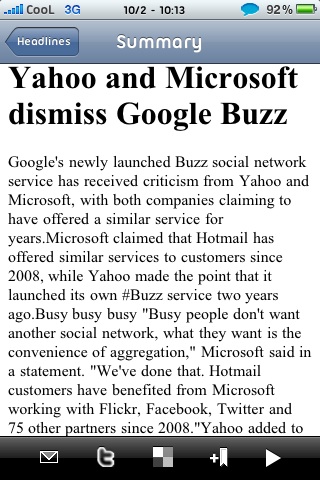 CooL 3G 10/2 - 10:13 92%
Headlines Summary
Yahoo and Microsoft
dismiss Google Buzz
Google's newly launched Buzz social network
service has received criticism from Yahoo and
Microsoft, with both companies claiming to
have offered a similar service for
years.Microsoft claimed that Hotmail has
offered similar services to customers since
2008, while Yahoo made the point that it
launched its own #Buzz service two years
ago.Busy busy busy "Busy people don't want
another social network, what they want is the
convenience of aggregation," Microsoft said in
a statement. "We've done that. Hotmail
customers have benefited from Microsoft
working with Flickr, Facebook, Twitter and
75 other partners since 2008."Yahoo added to